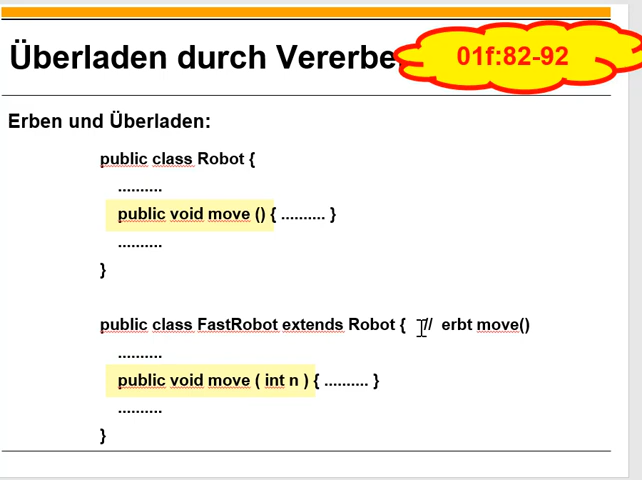 Überladen durch Vererbe
01f:82-92
Erben und Überladen:
public class Robot {
..........
public void move () { .......... }
..........
}
public class FastRobot extends Robot { // erbt move()
..........
public void move ( int n ) { .......... }
..........
}